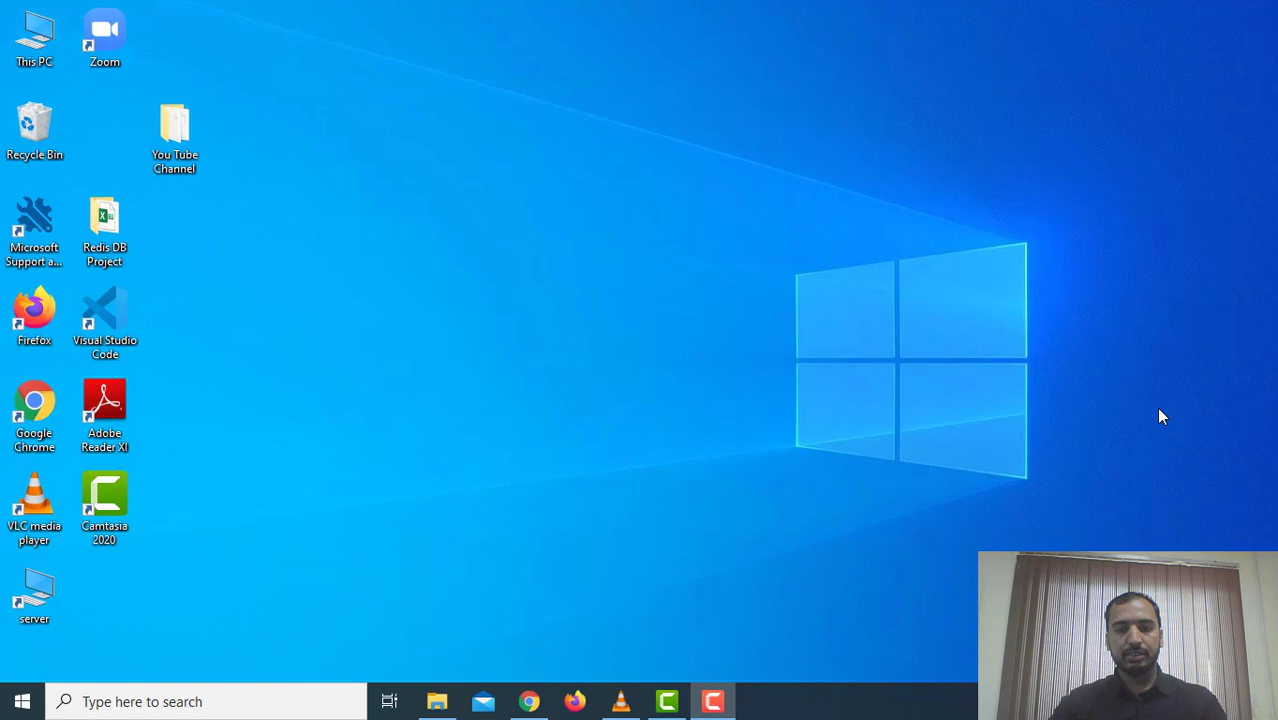 This PC
Zoom
Recycle Bin
You Tube
Channel
Microsoft
Support a...
Redis DB
Project
Firefox
Visual Studio
Code
Google
Chrome
Adobe
Reader XI
VLC media
player
Camtasia
2020
server
Type here to search